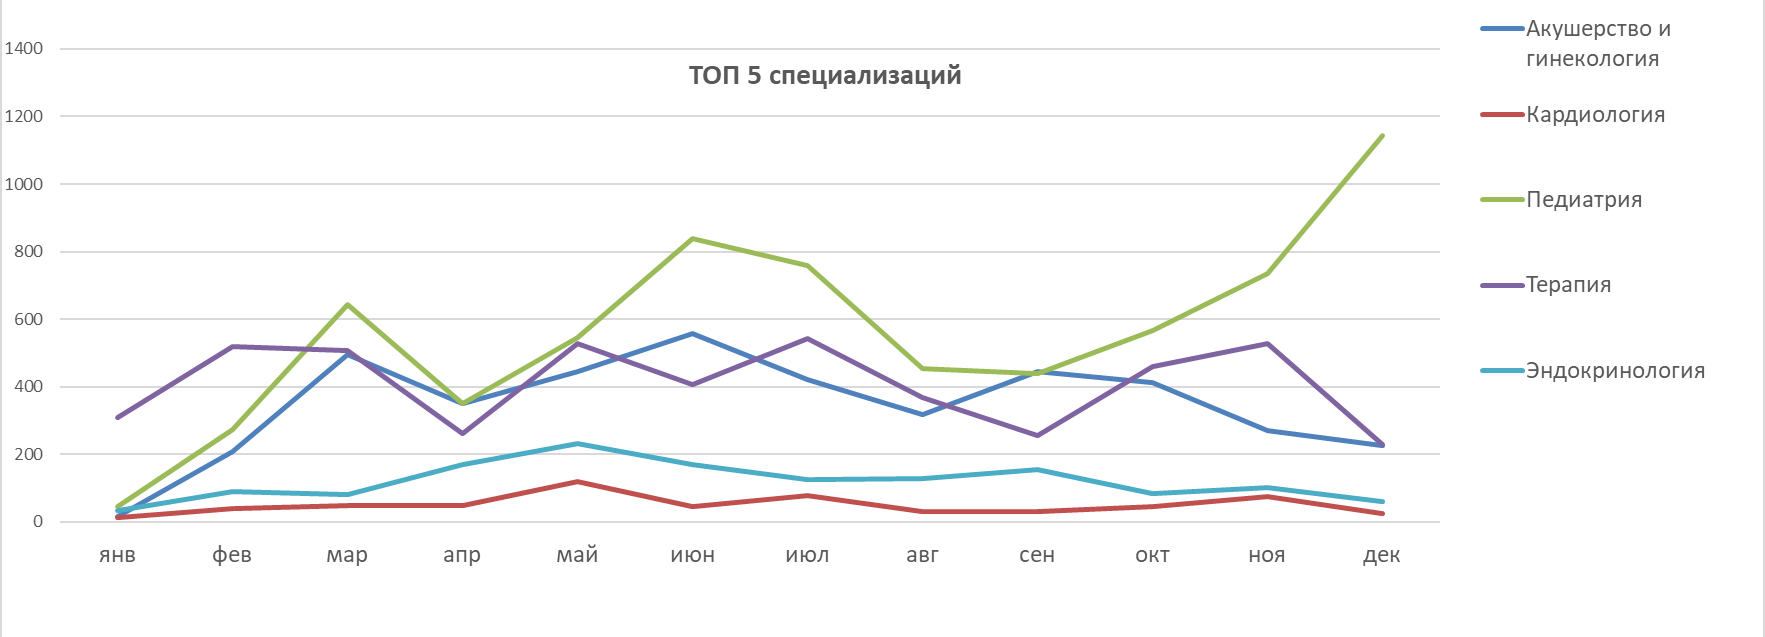 ТОП 5 специализаций
1400
1200
1000
800
600
400
200
0
янв фев мар апр май июн июл авг сен окт ноя дек
Акушерство и
гинекология
Кардиология
Педиатрия
Терапия
Эндокринология